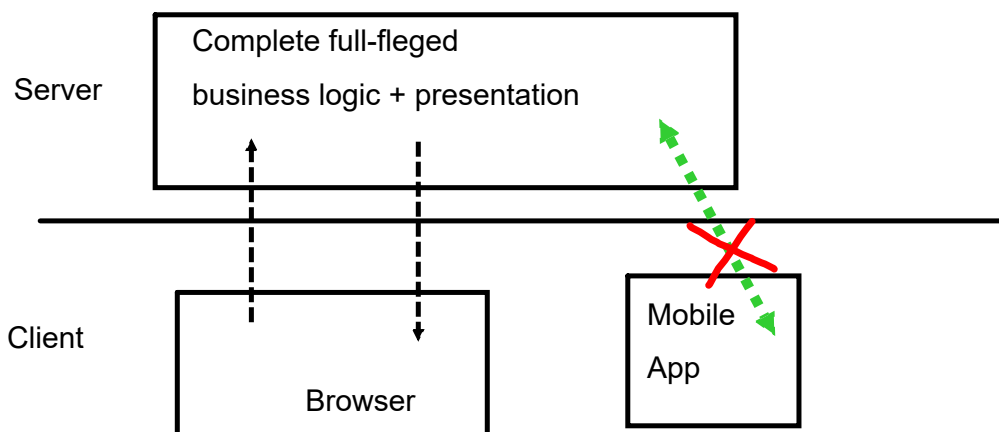 Complete full-fleged
Server
business logic + presentation
Mobile
Client
App
Browser